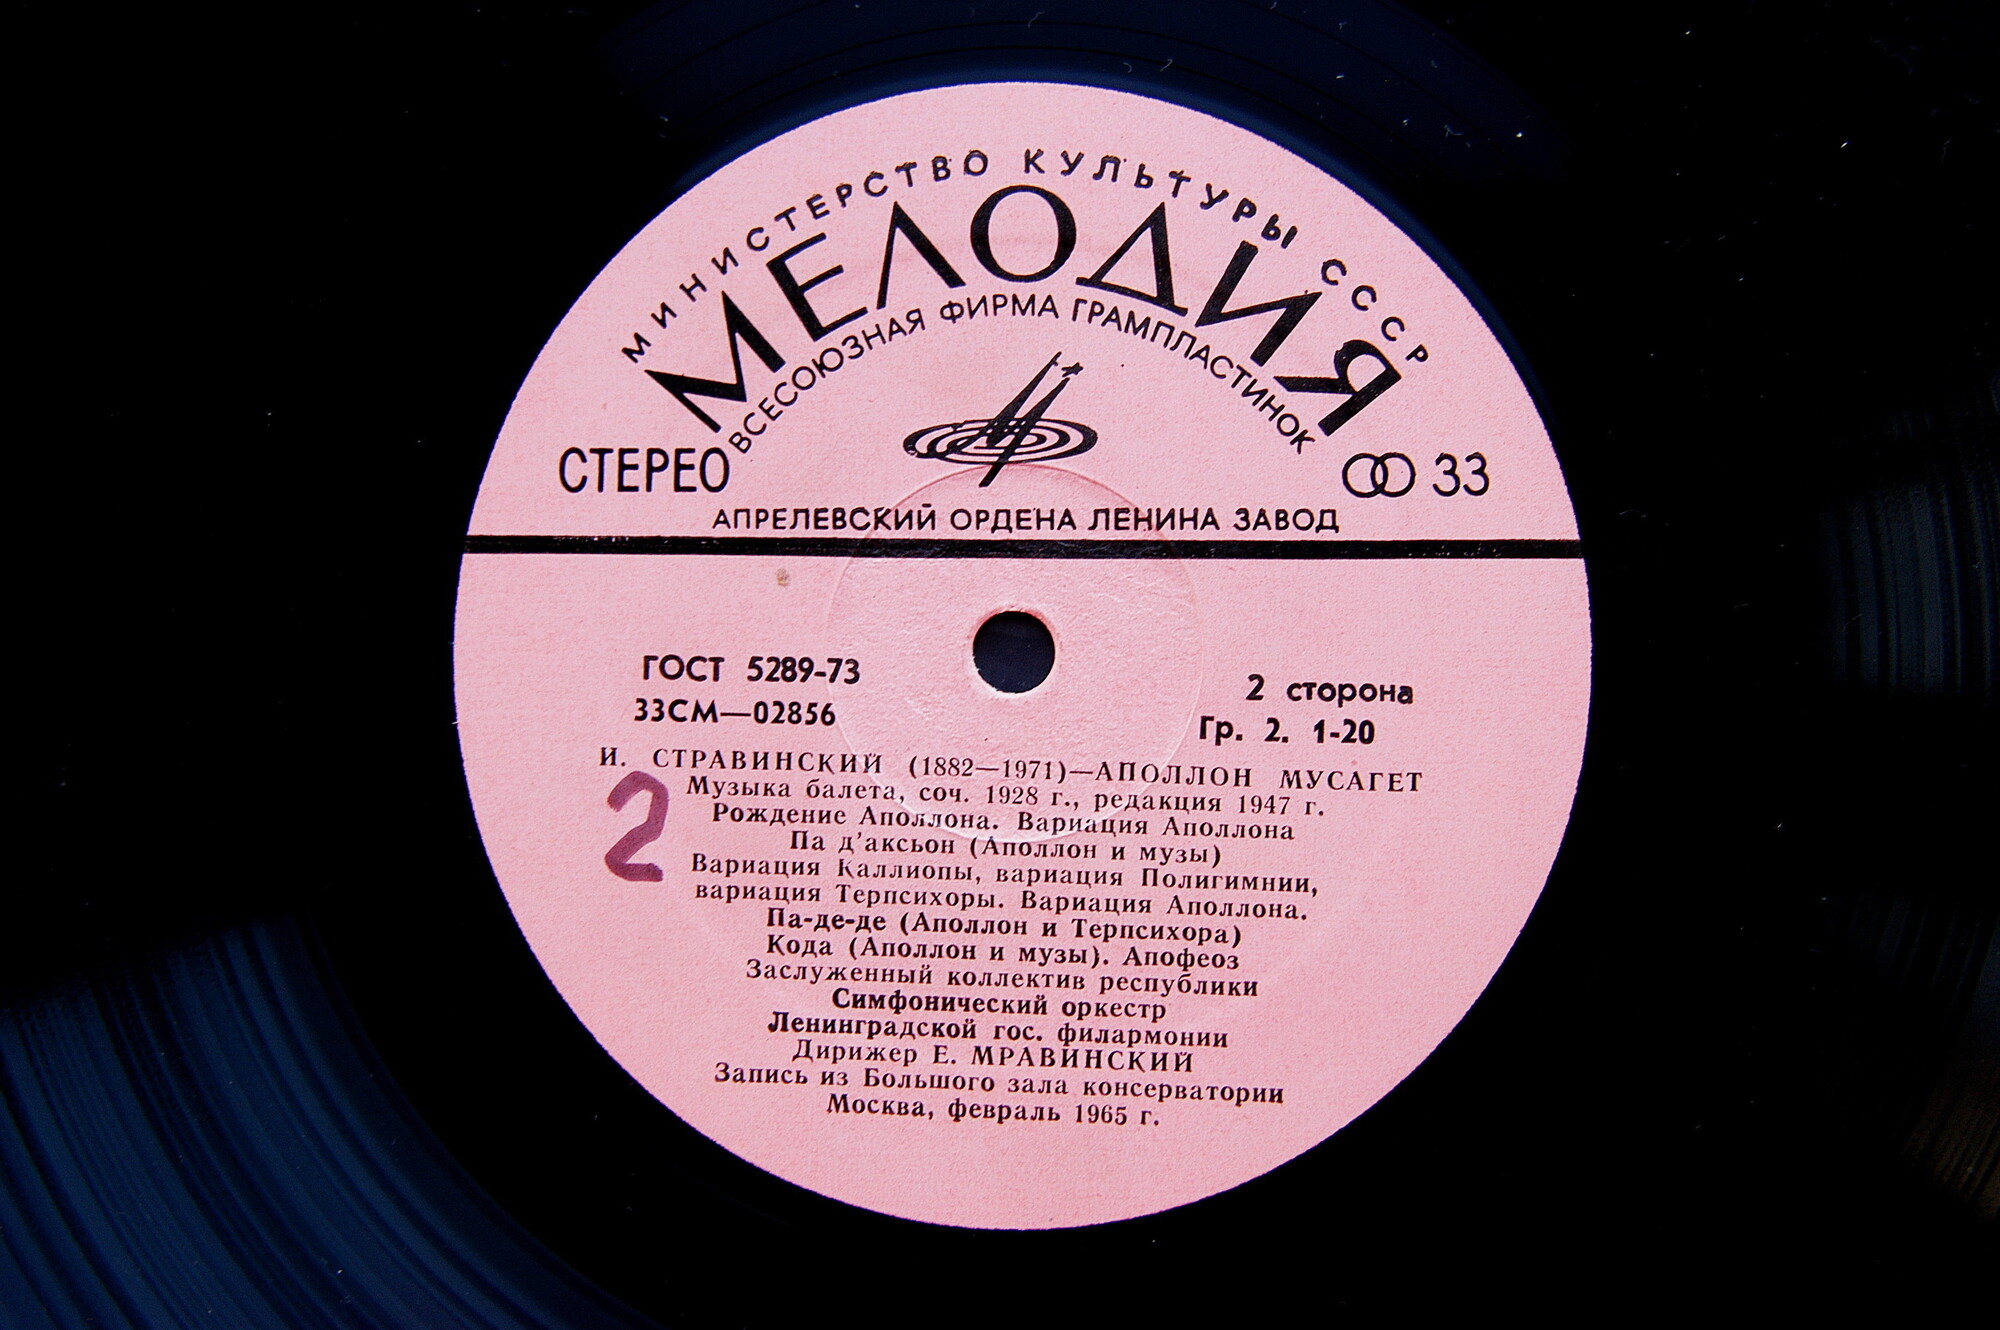 МИНИСТЕРСТВО КУЛЬТУРЫ СССР
МЕЛОДИЯ
ВСЕСОЮЗНАЯ ФИРМА ГРАМПЛАСТИНОК
СТЕРЕО
33
АПРЕЛЕВСКИЙ ОРДЕНА ЛЕНИНА ЗАВОД
ГОСТ 5289-73
33СМ—02856
2 сторона
Гр. 2. 1-20
И. СТРАВИНСКИЙ (1882—1971)—АПОЛЛОН МУСАГЕТ
2
Музыка балета, соч. 1928 г., редакция 1947 г.
Рождение Аполлона. Вариация Аполлона
Па д'аксьон (Аполлон и музы)
Вариация Каллиопы, вариация Полигимнии,
вариация Терпсихоры. Вариация Аполлона.
Па-де-де (Аполлон и Терпсихора)
Кода (Аполлон и музы). Апофеоз
Заслуженный коллектив республики
Симфонический оркестр
Ленинградской гос. филармонии
Дирижер Е. МРАВИНСКИЙ
Запись из Большого зала консерватории
Москва, февраль 1965 г.